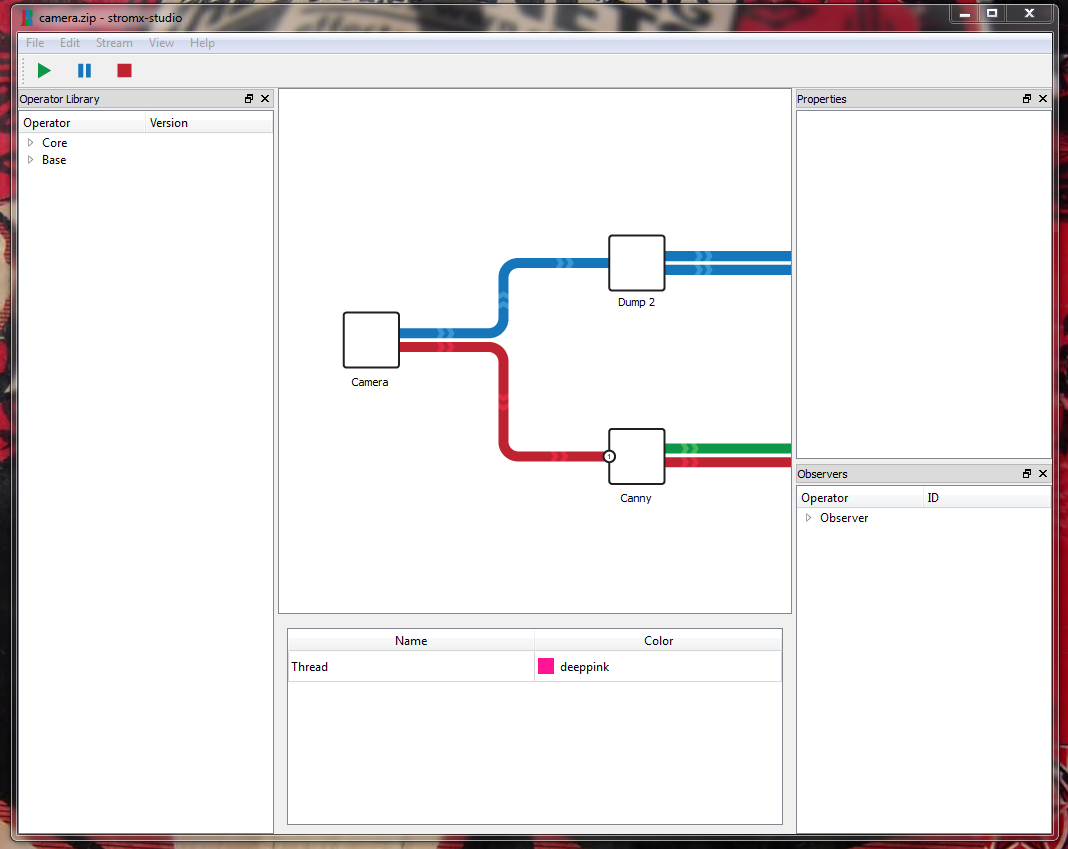 camera.zip - stromx-studio
File Edit Stream View Help
Operator Library
Operator Version
Core
Base
Camera
Dump 2
1
Canny
Name Color
Thread deeppink
Properties
Observers
Operator ID
Observer